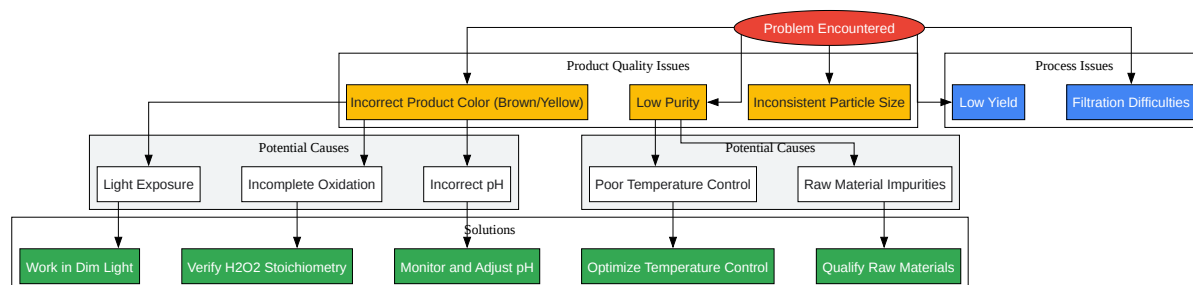 Problem Encountered
Product Quality Issues
Process Issues
Incorrect Product Color (Brown/Yellow)
Low Purity
Inconsistent Particle Size
Low Yield
Filtration Difficulties
Potential Causes
Potential Causes
Light Exposure
Incomplete Oxidation
Incorrect pH
Poor Temperature Control
Raw Material Impurities
Solutions
Work in Dim Light
Verify H2O2 Stoichiometry
Monitor and Adjust pH
Optimize Temperature Control
Qualify Raw Materials